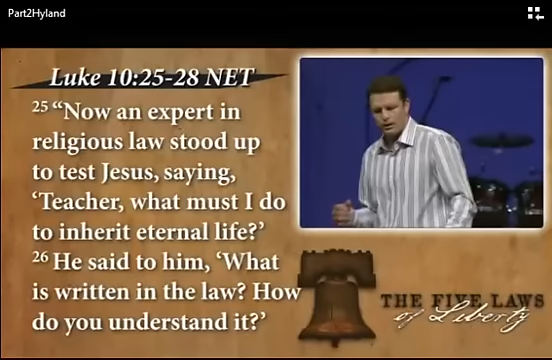 Part2Hyland
Luke 10:25-28 NET
25 “Now an expert in
religious law stood up
to test Jesus, saying,
‘Teacher, what must I do
to inherit eternal life?’
26 He said to him, ‘What
is written in the law? How
do you understand it?’
THE FIVE LAWS
of Liberty